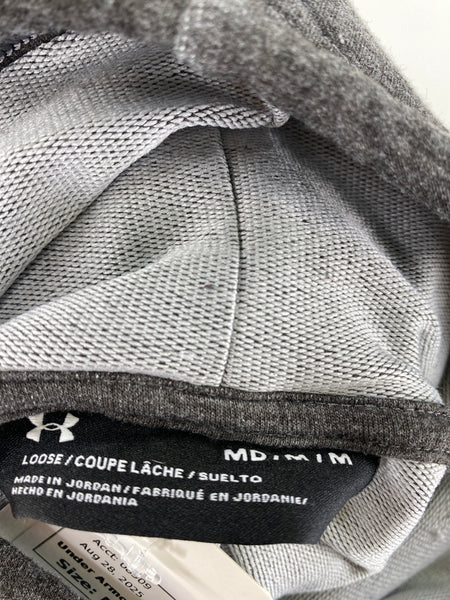 MD / M / M
LOOSE / COUPE LÂCHE / SUELTO
MADE IN JORDAN / FABRIQUÉ EN JORDANIE/
HECHO EN JORDANIA
Acct:
Aug 28, 2025
Under
Size: